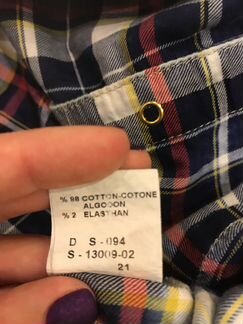 % 98 COTTON-COTONE
ALGODON
% 2 ELASTHAN
D S-094
S-13009-02
21